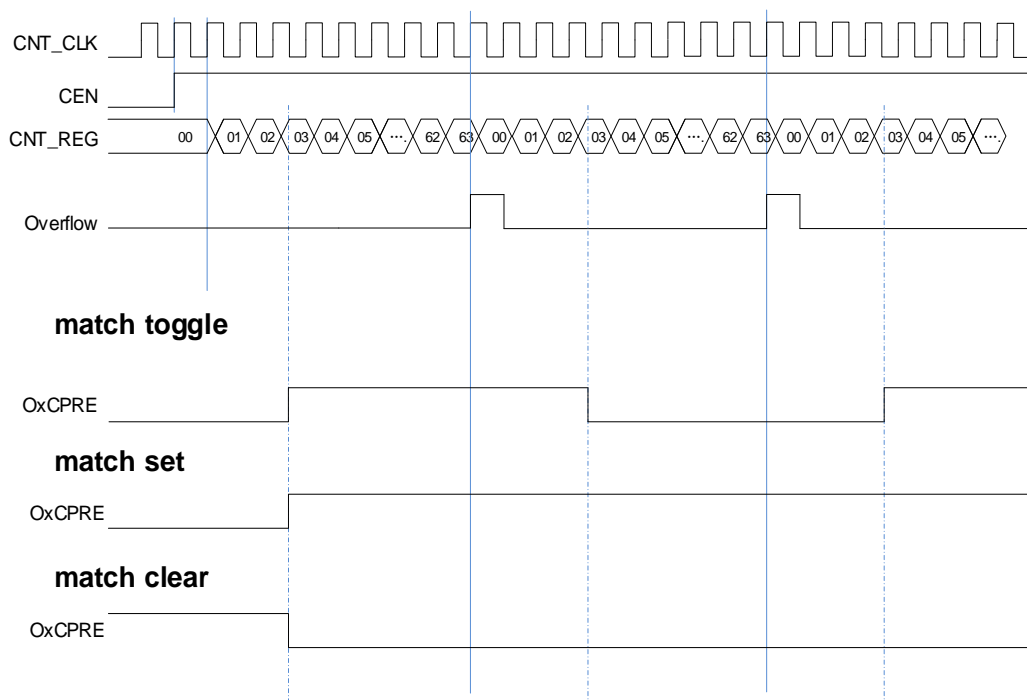 CNT_CLK
CEN
CNT_REG 00 01 02 03 04 05 .... 62 63 00 01 02 03 04 05 .... 62 63 00 01 02 03 04 05 ....
Overflow
match toggle
OxCPRE
match set
OxCPRE
match clear
OxCPRE